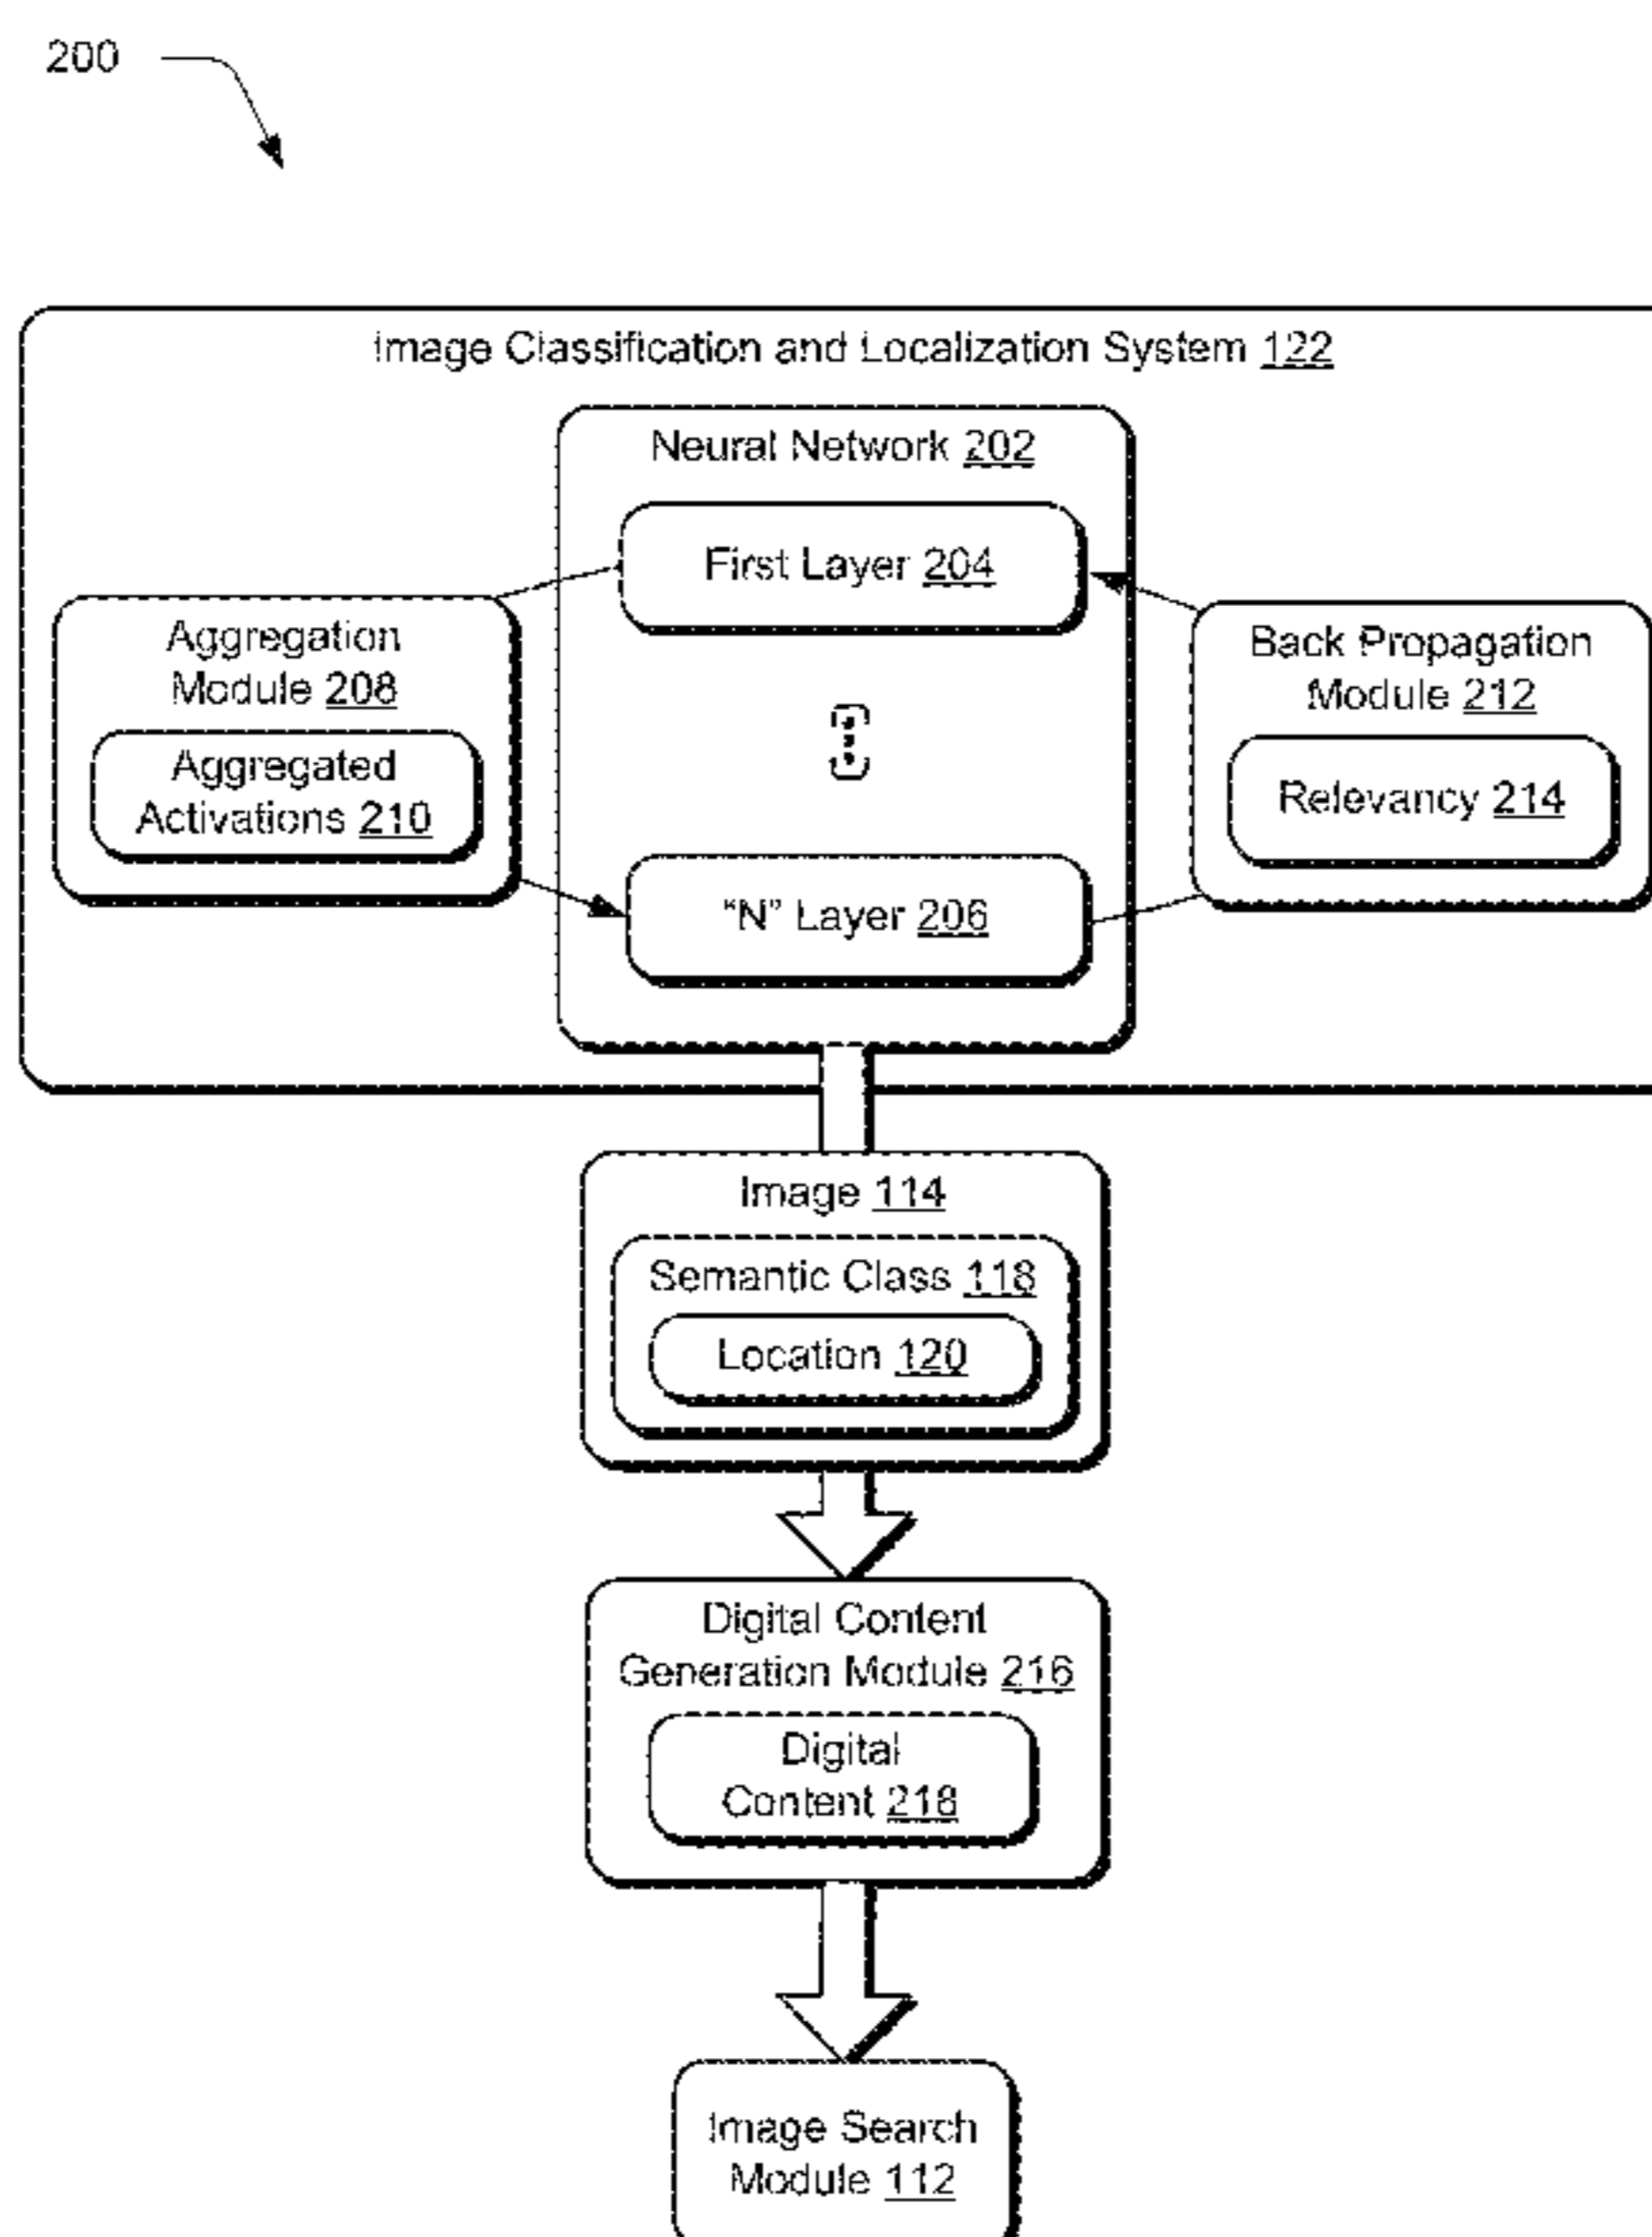 200
Image Classification and Localization System 122
Neural Network 202
First Layer 204
Aggregation
Module 208
Aggregated
Activations 210
Back Propagation
Module 212
Relevancy 214
"N" Layer 206
Image 114
Semantic Class 118
Location 120
Digital Content
Generation Module 216
Digital
Content 218
Image Search
Module 112